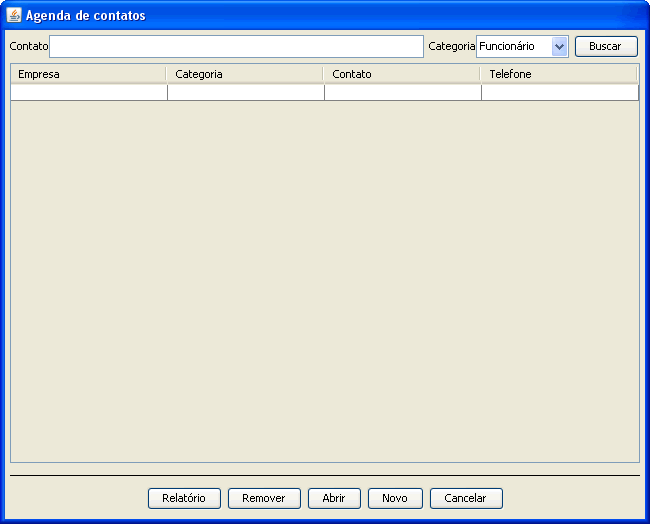 Agenda de contatos
Contato Categoria Funcionário Buscar
Empresa Categoria Contato Telefone
Relatório Remover Abrir Novo Cancelar